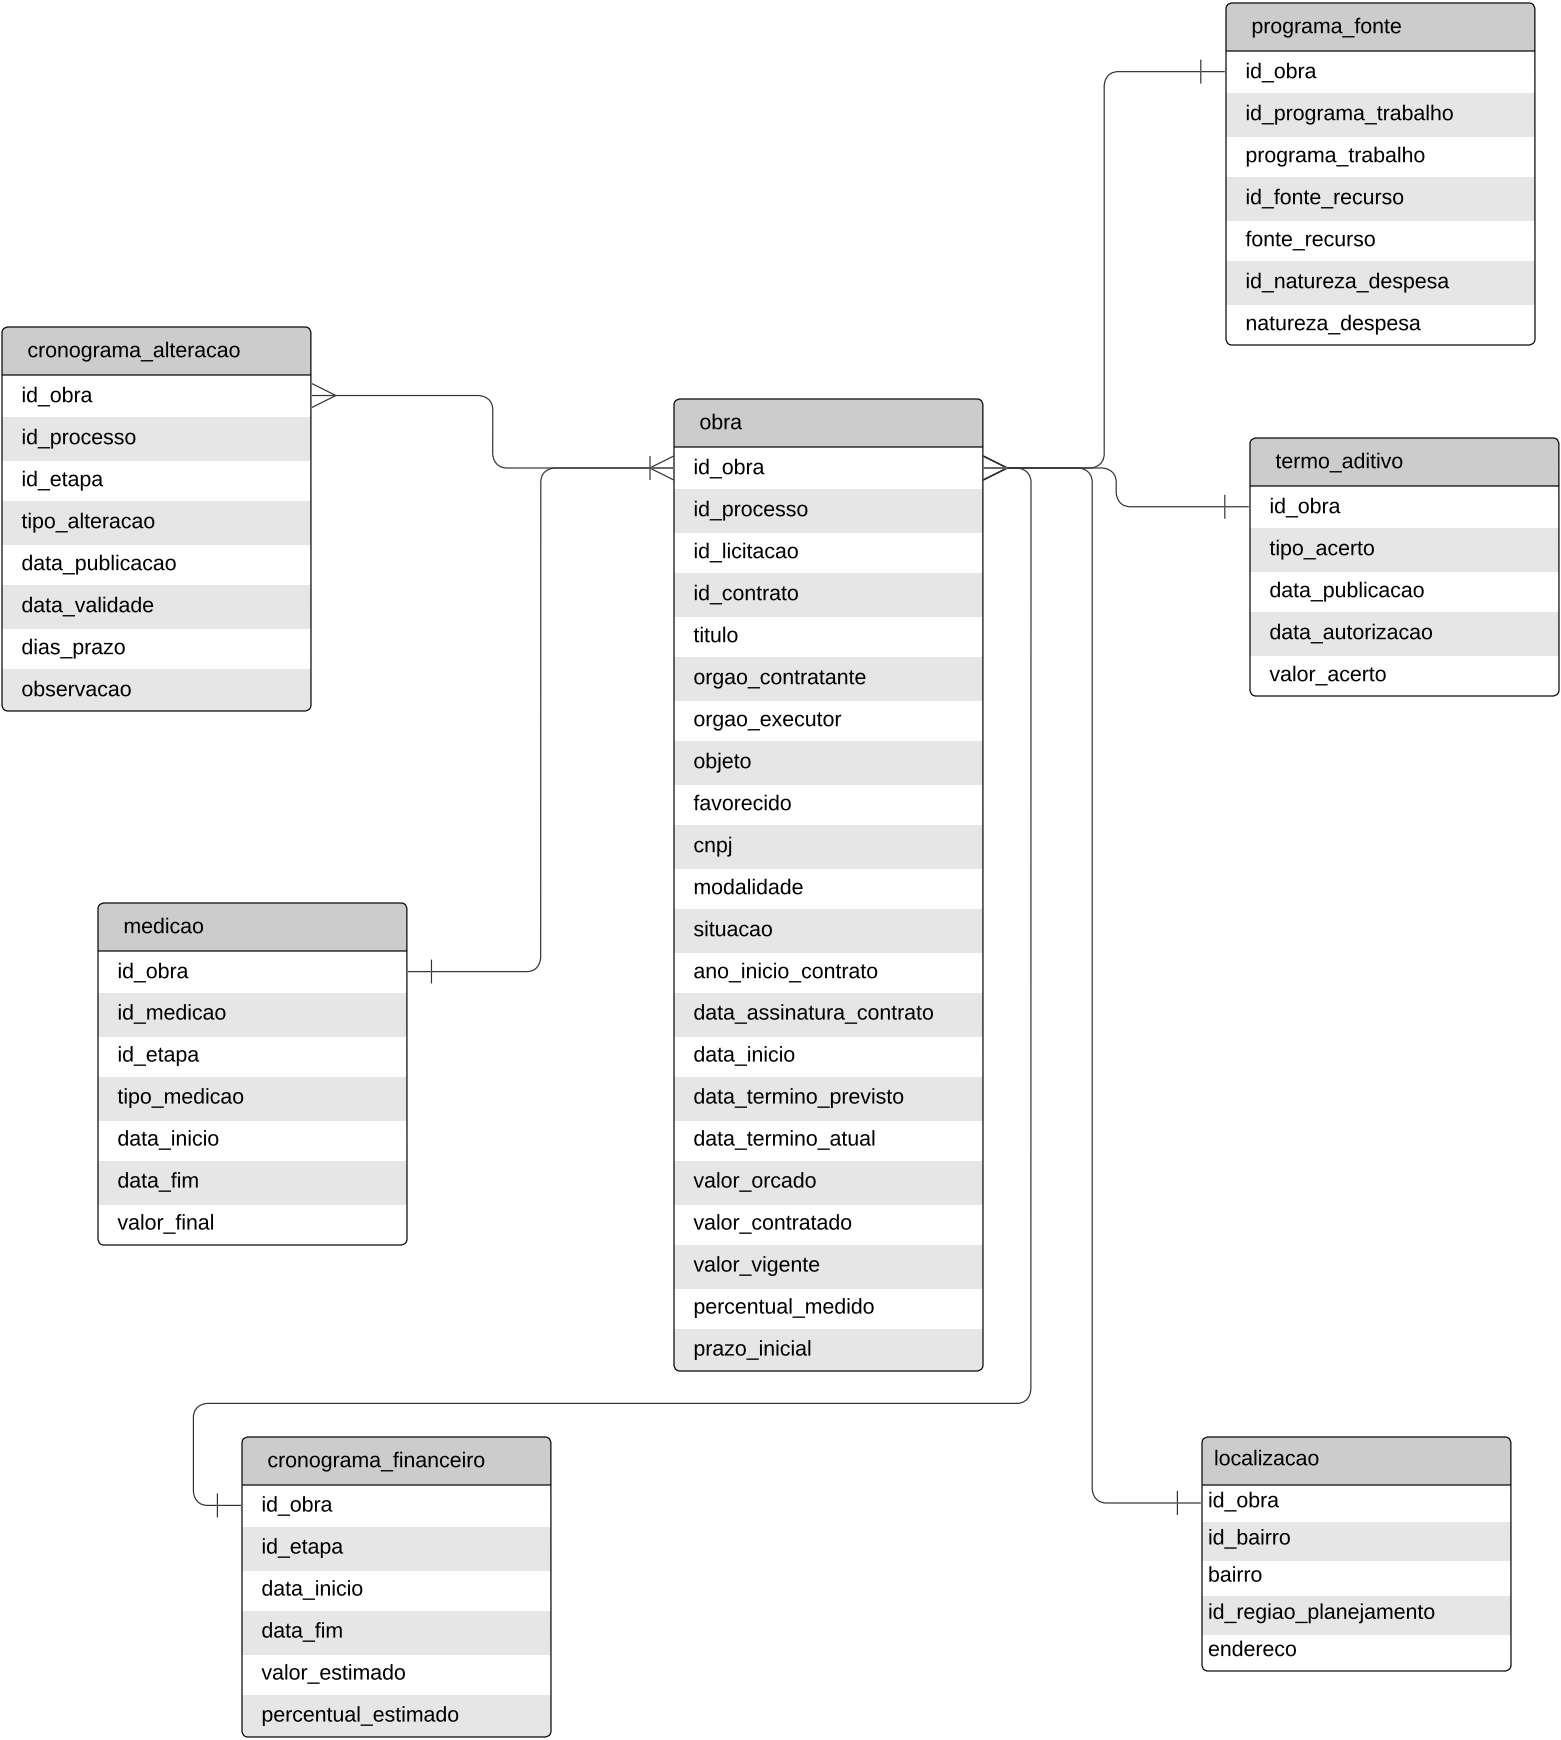 programa_fonte
id_obra
id_programa_trabalho
programa_trabalho
id_fonte_recurso
fonte_recurso
id_natureza_despesa
natureza_despesa
cronograma_alteracao
id_obra
id_processo
id_etapa
tipo_alteracao
data_publicacao
data_validade
dias_prazo
observacao
obra
id_obra
id_processo
id_licitacao
id_contrato
titulo
orgao_contratante
orgao_executor
objeto
favorecido
cnpj
modalidade
situacao
ano_inicio_contrato
data_assinatura_contrato
data_inicio
data_termino_previsto
data_termino_atual
valor_orcado
valor_contratado
valor_vigente
percentual_medido
prazo_inicial
termo_aditivo
id_obra
tipo_acerto
data_publicacao
data_autorizacao
valor_acerto
medicao
id_obra
id_medicao
id_etapa
tipo_medicao
data_inicio
data_fim
valor_final
cronograma_financeiro
id_obra
id_etapa
data_inicio
data_fim
valor_estimado
percentual_estimado
localizacao
id_obra
id_bairro
bairro
id_regiao_planejamento
endereco